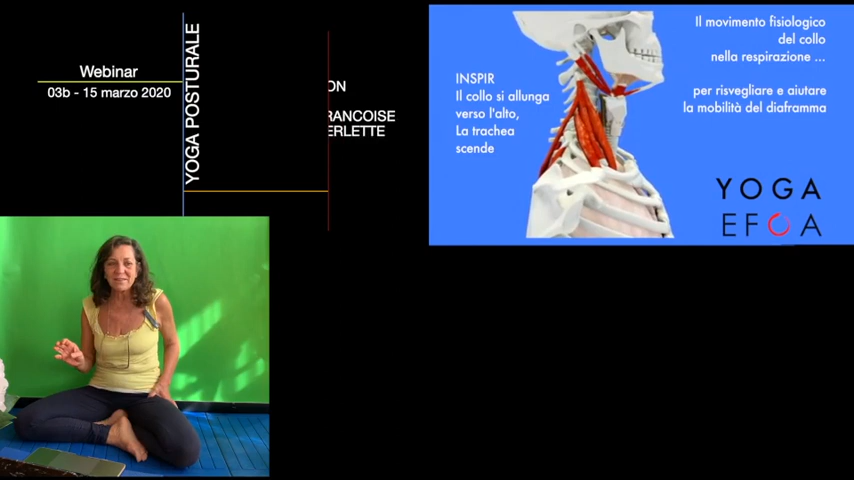 Webinar
03b - 15 marzo 2020
YOGA POSTURALE
ON
RANCOISE
ERLETTE
INSPIR
Il collo si allunga
verso l'alto,
La trachea
scende
Il movimento fisiologico
del collo
nella respirazione ...
per risvegliare e aiutare
la mobilità del diaframma
YOGA
EFOA